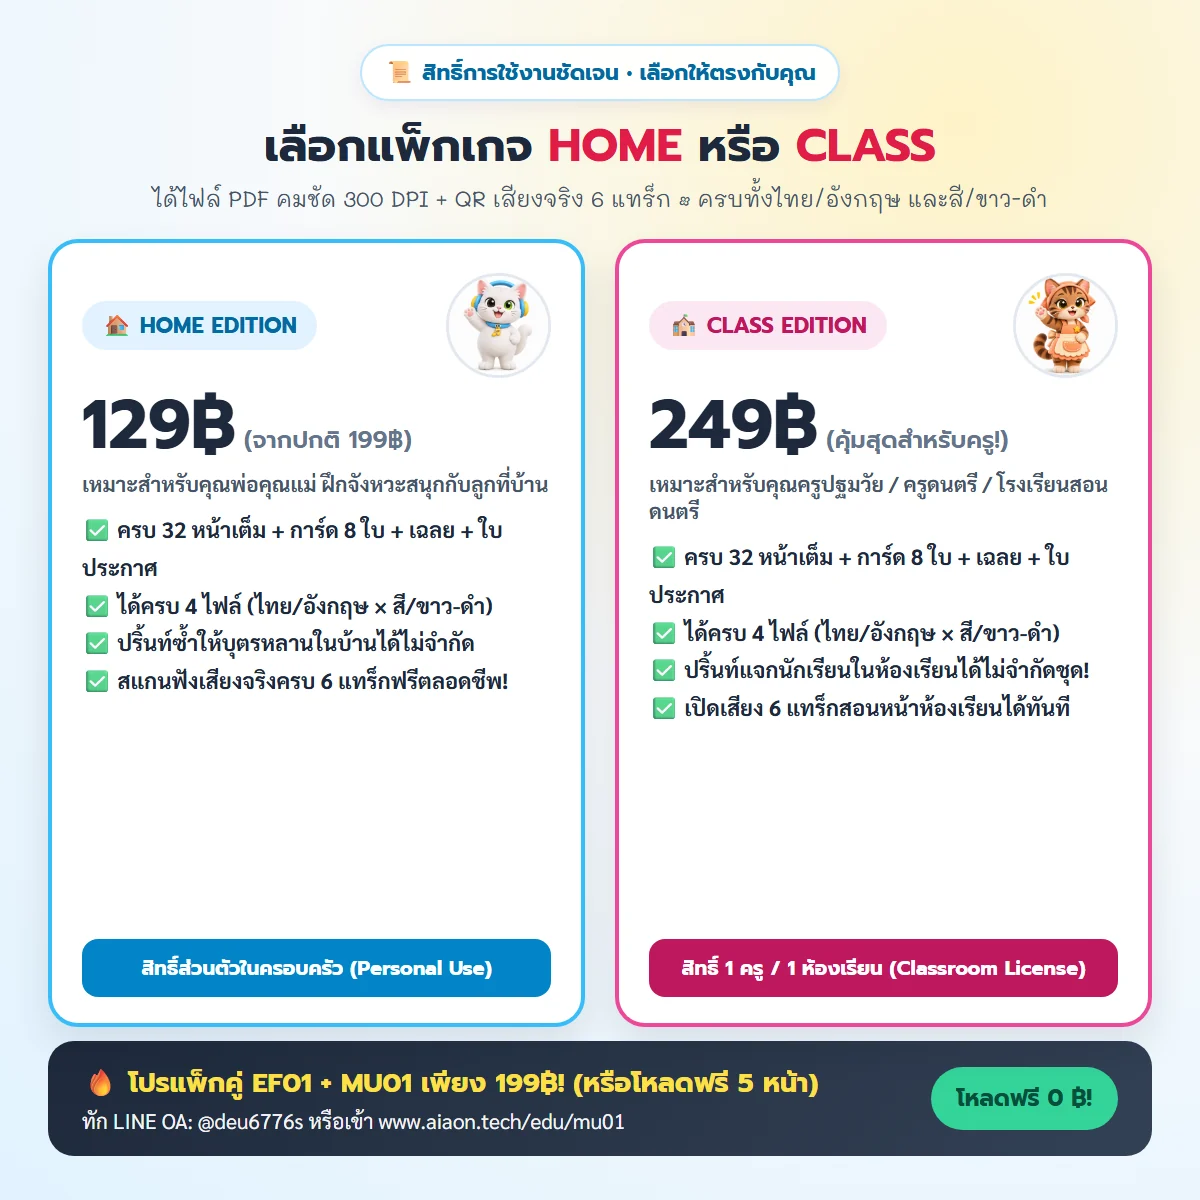 📜 สิทธิ์การใช้งานชัดเจน • เลือกให้ตรงกับคุณ
เลือกแพ็กเกจ HOME หรือ CLASS
ได้ไฟล์ PDF คมชัด 300 DPI + QR เสียงจริง 6 แทร็ก ๏ ครบทั้งไทย/อังกฤษ และสี/ขาว-ดำ
🏠 HOME EDITION
129฿ (จากปกติ 199฿)
เหมาะสำหรับคุณพ่อคุณแม่ ฝึกจังหวะสนุกกับลูกที่บ้าน
✅ ครบ 32 หน้าเต็ม + การ์ด 8 ใบ + เฉลย + ใบ
ประกาศ
✅ ได้ครบ 4 ไฟล์ (ไทย/อังกฤษ × สี/ขาว-ดำ)
✅ ปริ้นท์ซ้ำให้บุตรหลานในบ้านได้ไม่จำกัด
✅ สแกนฟังเสียงจริงครบ 6 แทร็กฟรีตลอดชีพ!
สิทธิ์ส่วนตัวในครอบครัว (Personal Use)
🏫 CLASS EDITION
249฿ (คุ้มสุดสำหรับครู!)
เหมาะสำหรับคุณครูปฐมวัย / ครูดนตรี / โรงเรียนสอน
ดนตรี
✅ ครบ 32 หน้าเต็ม + การ์ด 8 ใบ + เฉลย + ใบ
ประกาศ
✅ ได้ครบ 4 ไฟล์ (ไทย/อังกฤษ × สี/ขาว-ดำ)
✅ ปริ้นท์แจกนักเรียนในห้องเรียนได้ไม่จำกัดชุด!
✅ เปิดเสียง 6 แทร็กสอนหน้าห้องเรียนได้ทันที
สิทธิ์ 1 ครู / 1 ห้องเรียน (Classroom License)
🔥 โปรแพ็กคู่ EF01 + MU01 เพียง 199฿! (หรือโหลดฟรี 5 หน้า)
ทัก LINE OA: @deu6776s หรือเข้า www.aiaon.tech/edu/mu01
โหลดฟรี 0 ฿!